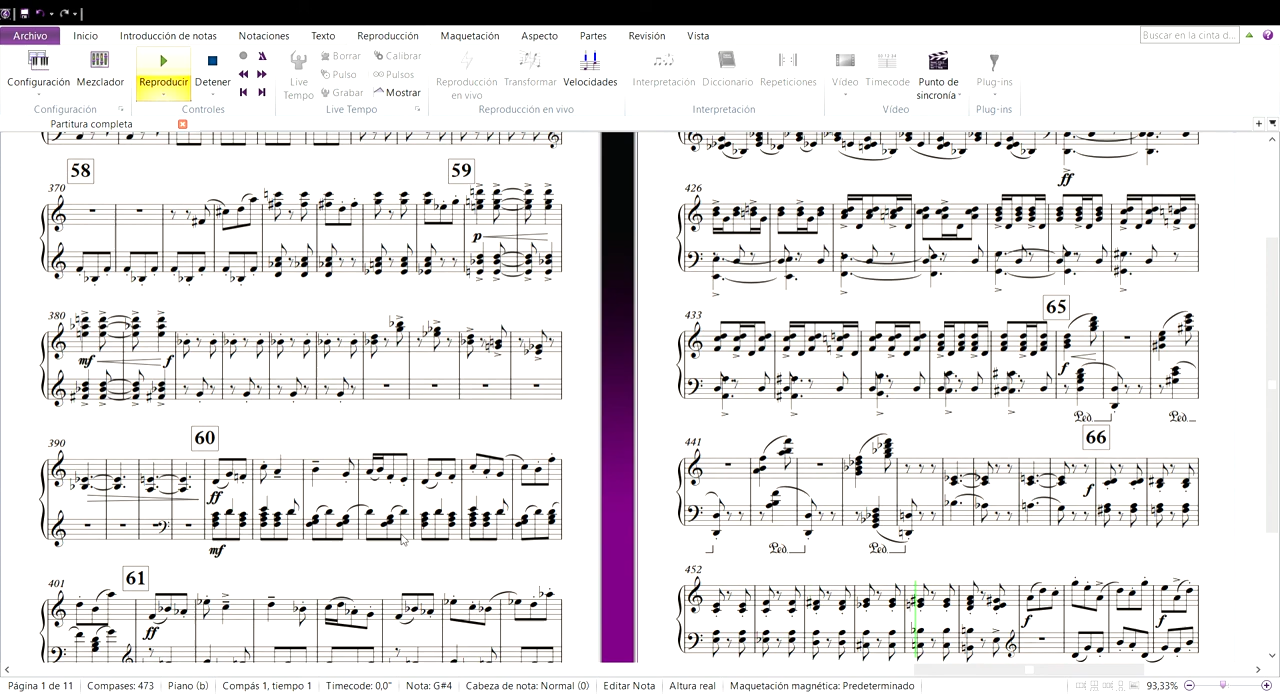 Archivo Inicio Introducción de notas Notaciones Texto Reproducción Maquetación Aspecto Partes Revisión Vista Buscar en la cinta d...
Configuración Mezclador Reproducir Detener Live Tempo Borrar Pulso Grabar Calibrar Pulsos Mostrar Reproducción en vivo Transformar Velocidades Interpretación Diccionario Repeticiones Vídeo Timecode Punto de sincronía Plug-ins
Configuración Controles Live Tempo Reproducción en vivo Interpretación Vídeo Plug-ins
Partitura completa
58 59
370
p
380
mf f
390 60
ff
mf
401 61
ff
ff
426
433 65
f
Ped. Ped.
441 66
f
Ped. Ped.
452
f f
Página 1 de 11 Compases: 473 Piano (b) Compás 1, tiempo 1 Timecode: 0,0" Nota: G#4 Cabeza de nota: Normal (0) Editar Nota Altura real Maquetación magnética: Predeterminado 93,33%